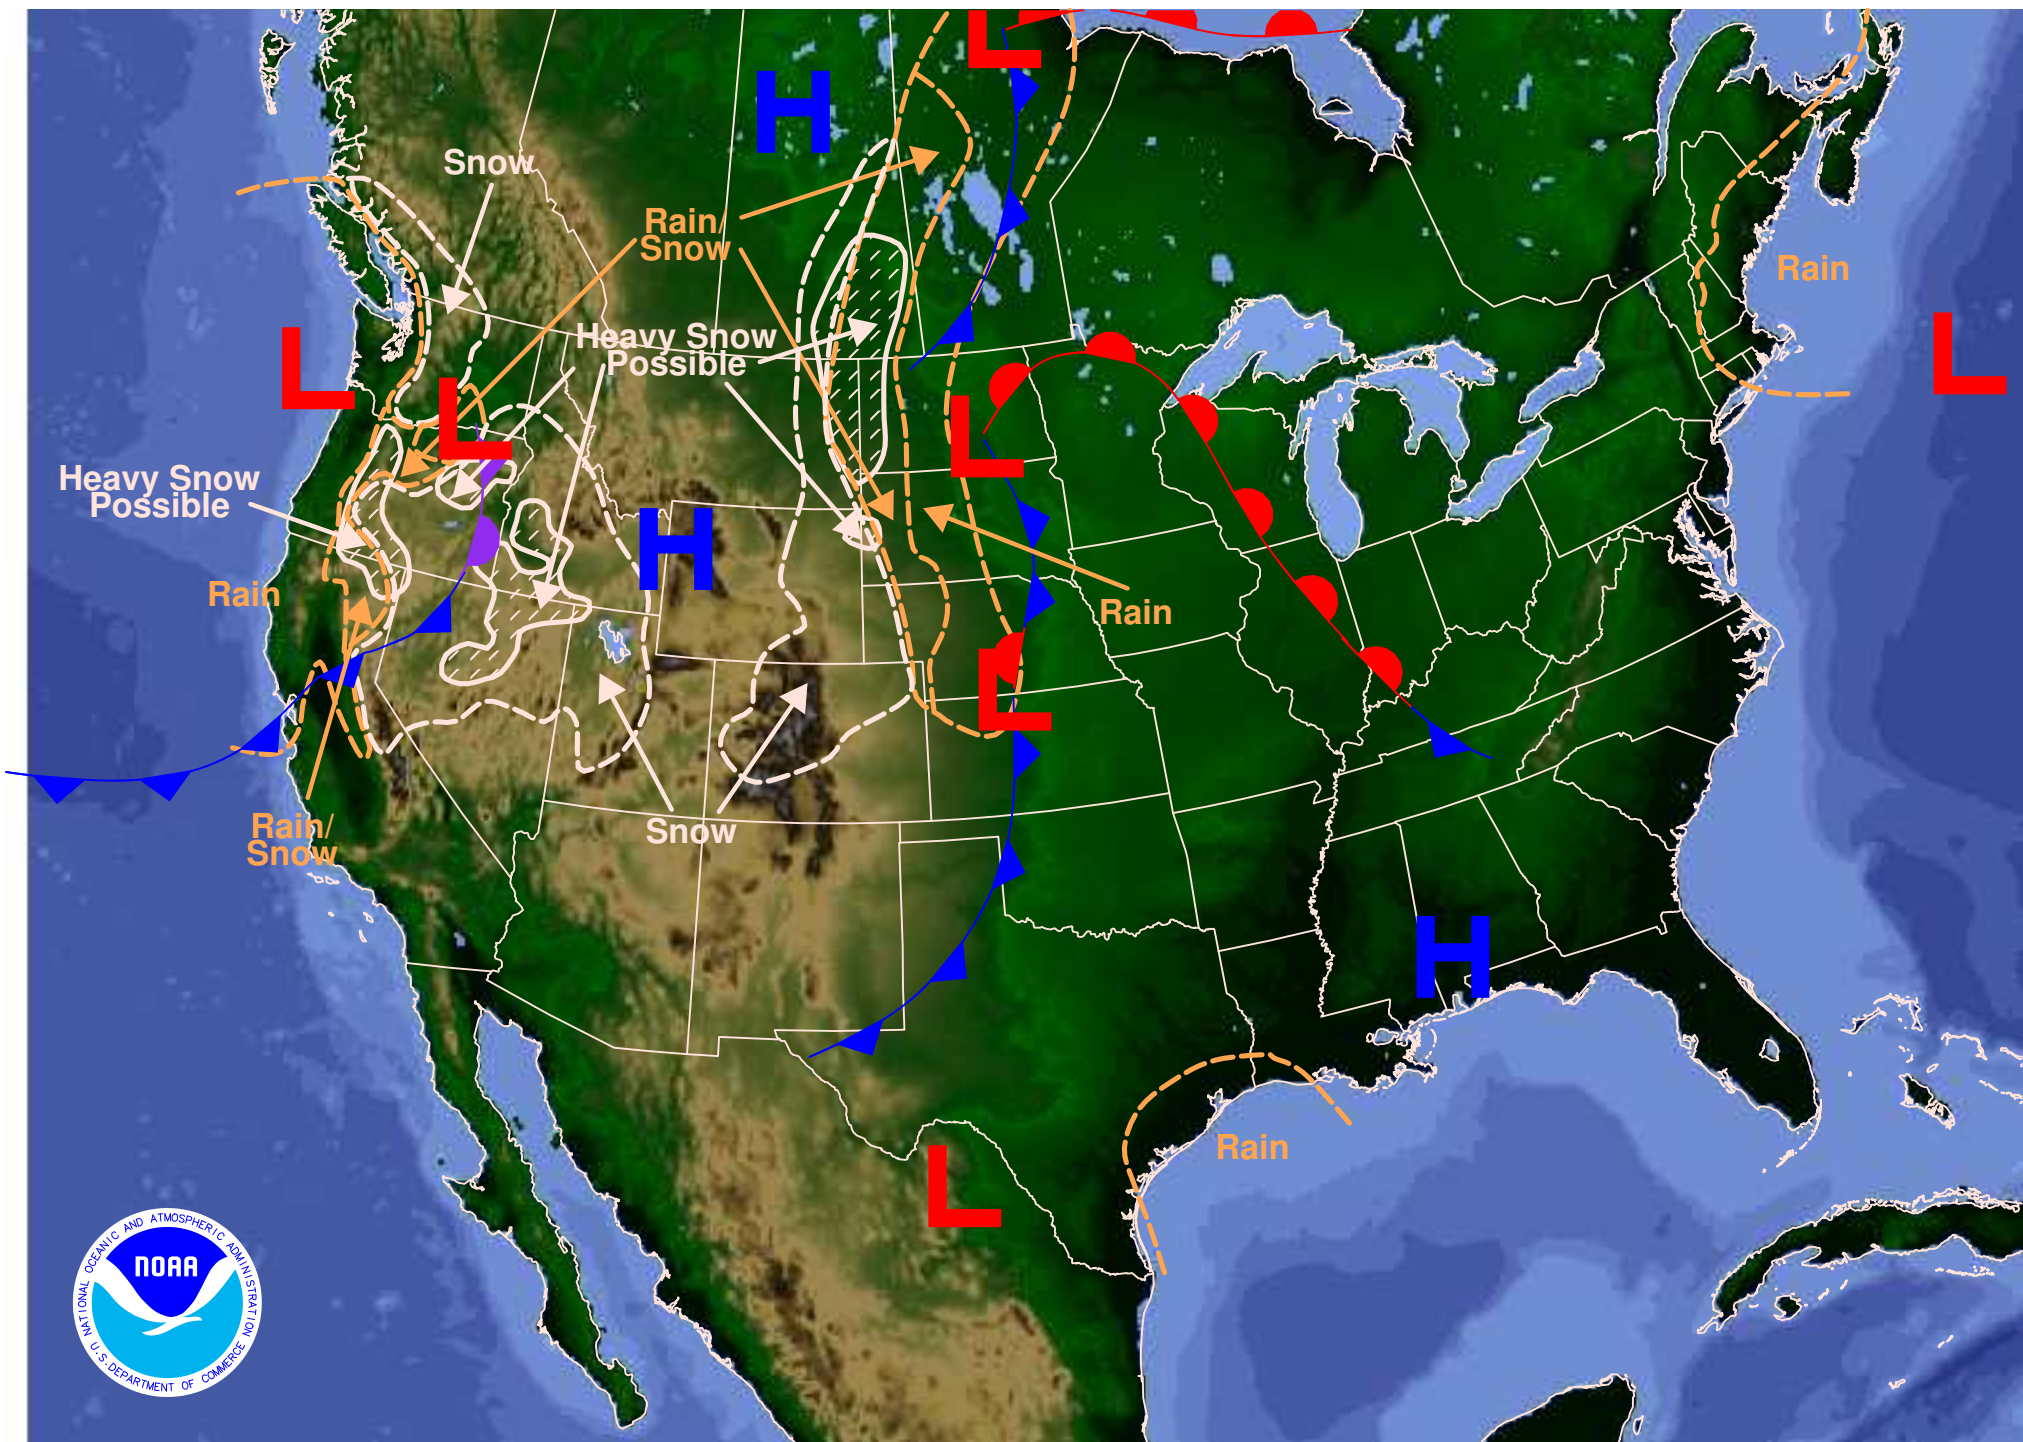 L
H
Snow
Rain/
Snow
Rain
Heavy Snow
Possible
L
L
L
L
Heavy Snow
Possible
H
Rain
Rain
L
Rain/
Snow
Snow
H
Rain
L
NATIONAL OCEANIC AND ATMOSPHERIC ADMINISTRATION
NOAA
U.S. DEPARTMENT OF COMMERCE